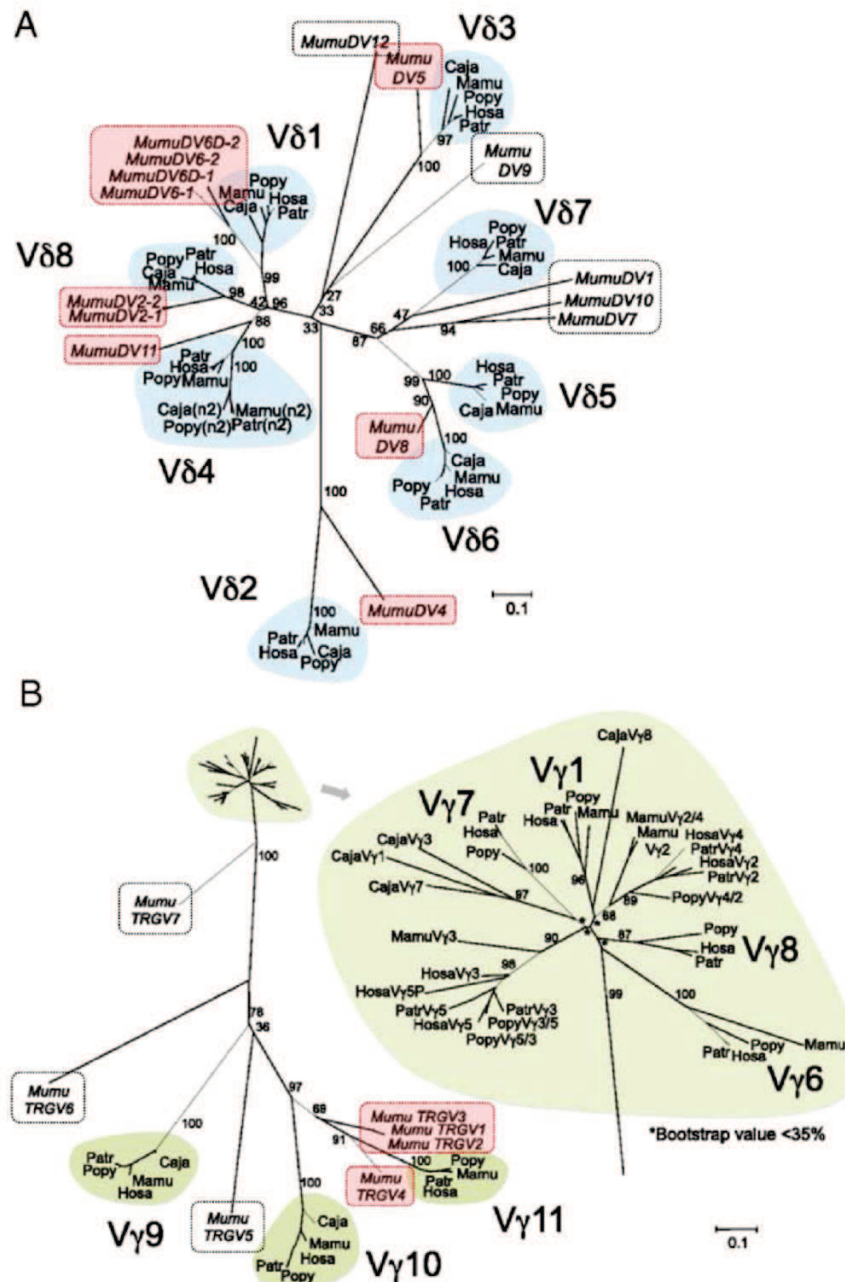 A
MumuDV12
Mumu
DV5
Vδ3
Caja
Mamu
Popy
Hosa
Patr
97
100
Mumu
DV9
MumuDV6D-2
MumuDV6-2
MumuDV6D-1
MumuDV6-1
Vδ1
Popy
Mamu
Hosa
Caja
Patr
100
99
Vδ7
Popy
Hosa
Patr
Mamu
Caja
100
Vδ8
Popy
Patr
Caja
Hosa
Mamu
98
42
96
27
33
33
MumuDV2-2
MumuDV2-1
MumuDV1
MumuDV10
MumuDV7
47
94
66
87
88
MumuDV11
100
100
Patr
Hosa
Popy
Mamu
Caja(n2)
Mamu(n2)
Popy(n2)
Patr(n2)
Vδ4
99
100
90
Hosa
Patr
Popy
Caja
Mamu
Vδ5
Mumu
DV8
100
Caja
Mamu
Popy
Hosa
Patr
Vδ6
100
Vδ2
MumuDV4
0.1
100
Patr
Mamu
Hosa
Caja
Popy
B
100
Mumu
TRGV7
78
36
Mumu
TRGV6
100
Patr
Popy
Caja
Mamu
Hosa
Vγ9
Mumu
TRGV5
97
69
91
100
Mumu TRGV3
Mumu TRGV1
Mumu TRGV2
Mumu
TRGV4
100
Popy
Mamu
Patr
Hosa
Vγ11
Caja
Mamu
Hosa
Patr
Popy
Vγ10
CajaVγ8
Vγ1
Popy
Patr
Mamu
Hosa
96
Vγ7
Patr
Hosa
Popy
100
CajaVγ3
CajaVγ1
CajaVγ7
97
MamuVγ2/4
Mamu
Vγ2
HosaVγ4
PatrVγ4
HosaVγ2
PatrVγ2
PopyVγ4/2
89
68
*
*
*
*
MamuVγ3
90
98
HosaVγ3
HosaVγ5P
PatrVγ5
PatrVγ3
HosaVγ5
PopyVγ3/5
PopyVγ5/3
87
Popy
Hosa
Patr
Vγ8
99
100
Mamu
Popy
Patr
Hosa
Vγ6
*Bootstrap value <35%
0.1